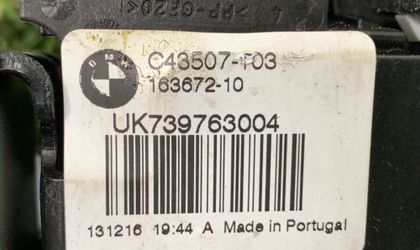 >PP-GF20<
BMW
C43507-103
163672-10
UK739763004
131216 19:44 A Made in Portugal